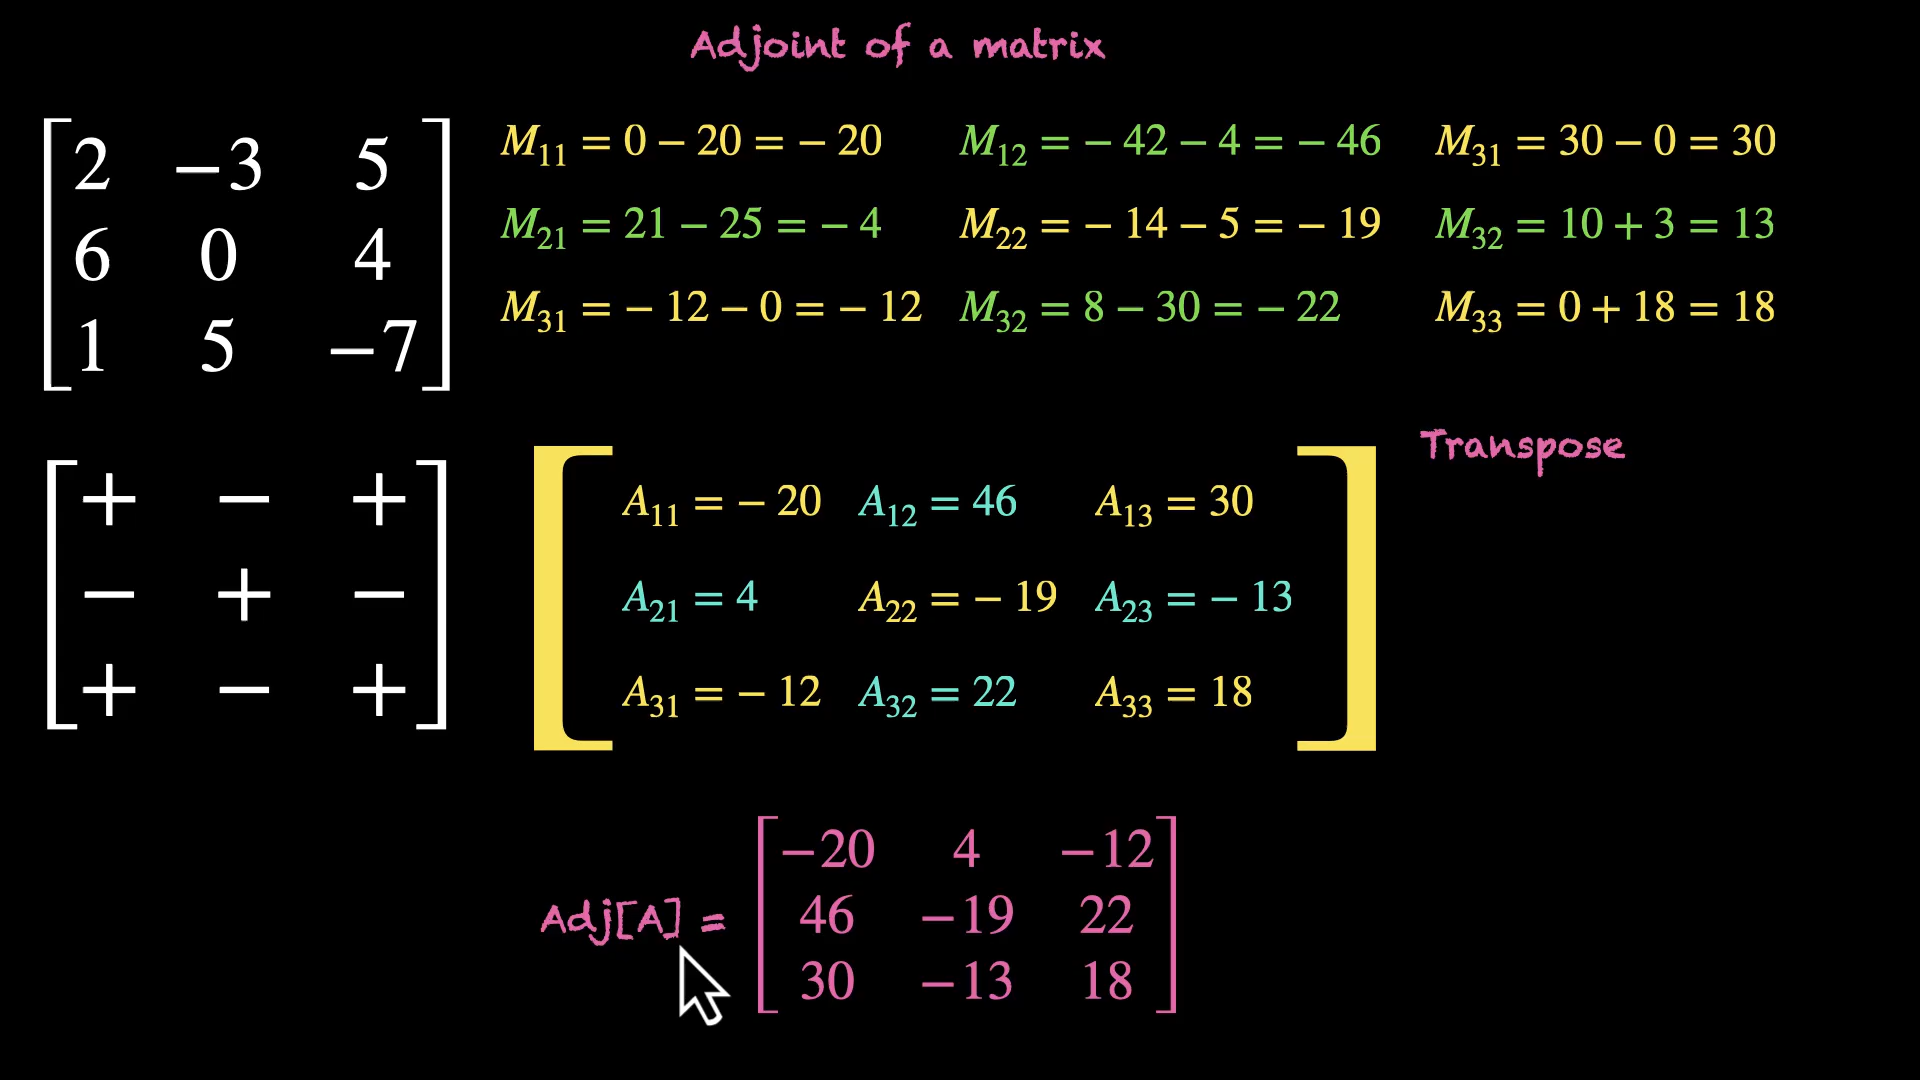 Adjoint of a matrix
2 −3 5
6 0 4
1 5 −7
M11 = 0 − 20 = − 20 M12 = − 42 − 4 = − 46 M31 = 30 − 0 = 30
M21 = 21 − 25 = − 4 M22 = − 14 − 5 = − 19 M32 = 10 + 3 = 13
M31 = − 12 − 0 = − 12 M32 = 8 − 30 = − 22 M33 = 0 + 18 = 18
+ − +
− + −
+ − +
A11 = − 20 A12 = 46 A13 = 30
A21 = 4 A22 = − 19 A23 = − 13
A31 = − 12 A32 = 22 A33 = 18
Transpose
Adj[A] =
−20 4 −12
46 −19 22
30 −13 18